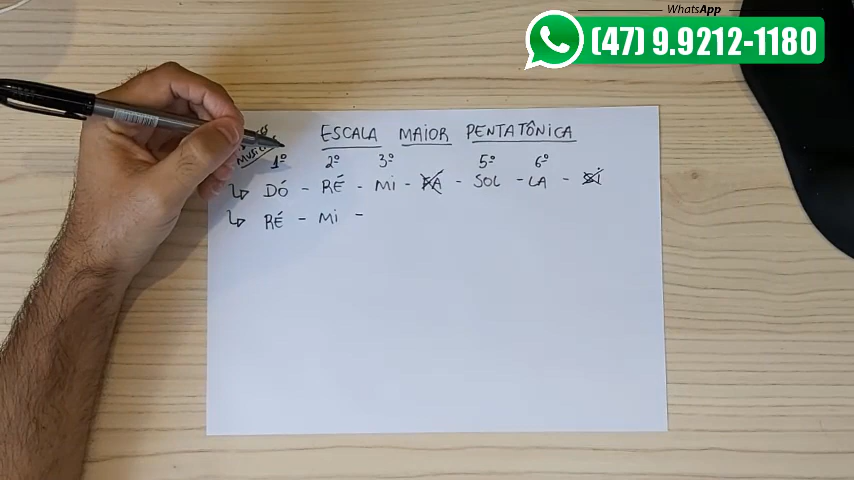 WhatsApp
(47) 9.9212-1180
ESCALA MAIOR PENTATÔNICA
1º 2º 3º 5º 6º
DÓ - RÉ - Mi - FA - SOL - LA - Si
RÉ - Mi -